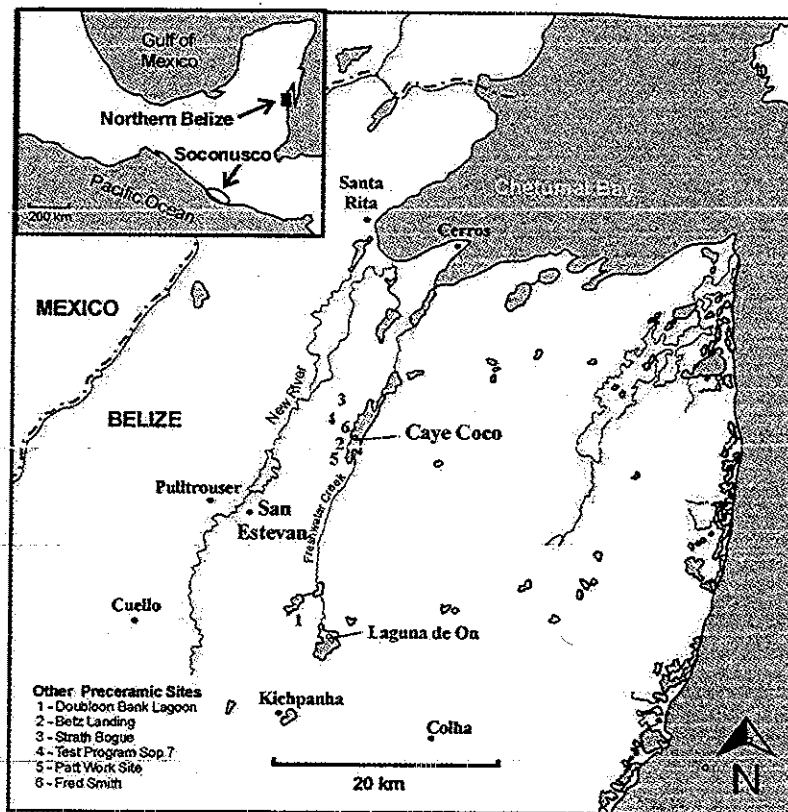 Gulf of
Mexico
Northern Belize
Soconusco
Pacific Ocean
200 km
Santa
Rita
Chetumal Bay
Cerros
MEXICO
BELIZE
New River
3
4
6
2
5
Caye Coco
Freshwater Creek
Pulltrouser
San
Estevan
Cuello
1
Laguna de On
Kichpanha
Colha
Other Preceramic Sites
1 - Doubloon Bank Lagoon
2 - Betz Landing
3 - Strath Bogue
4 - Test Program Sop 7
5 - Patt Work Site
6 - Fred Smith
20 km
N